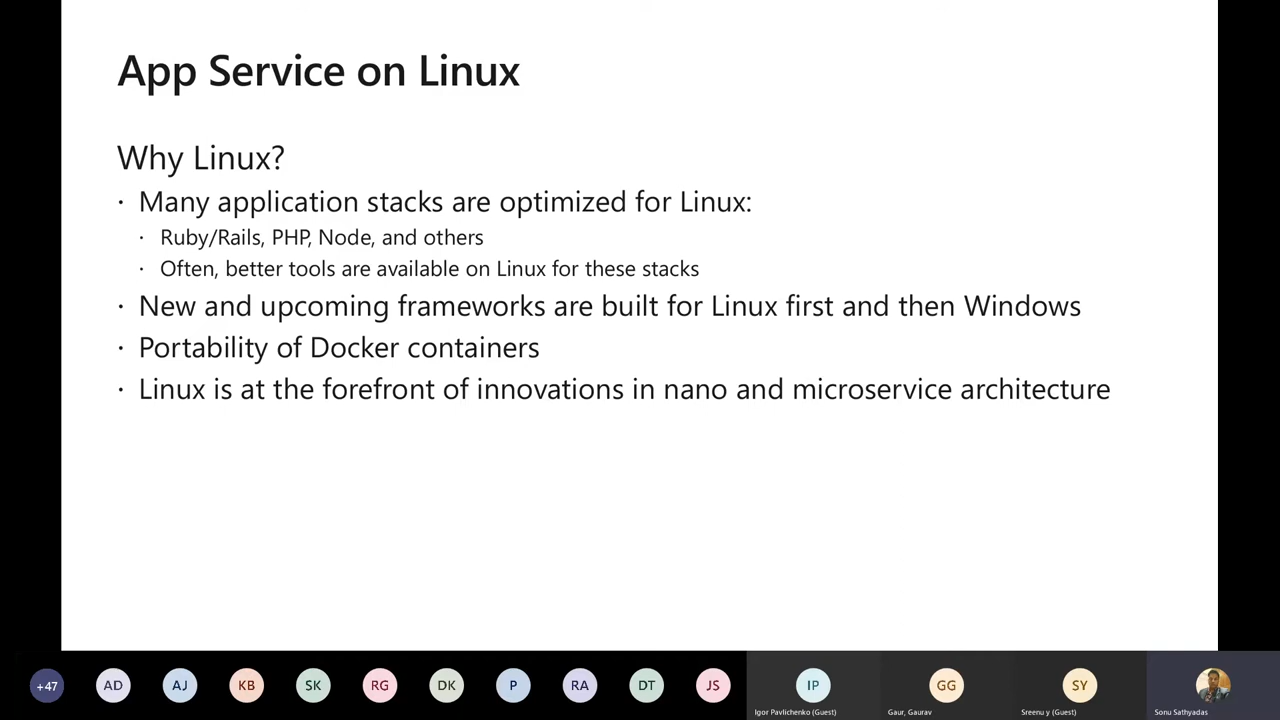 App Service on Linux
Why Linux?
· Many application stacks are optimized for Linux:
· Ruby/Rails, PHP, Node, and others
· Often, better tools are available on Linux for these stacks
· New and upcoming frameworks are built for Linux first and then Windows
· Portability of Docker containers
· Linux is at the forefront of innovations in nano and microservice architecture
+47 AD AJ KB SK RG DK P RA DT JS IP GG SY
Igor Pavlichenko (Guest) Gaur, Gaurav Sreenu y (Guest) Sonu Sathyadas